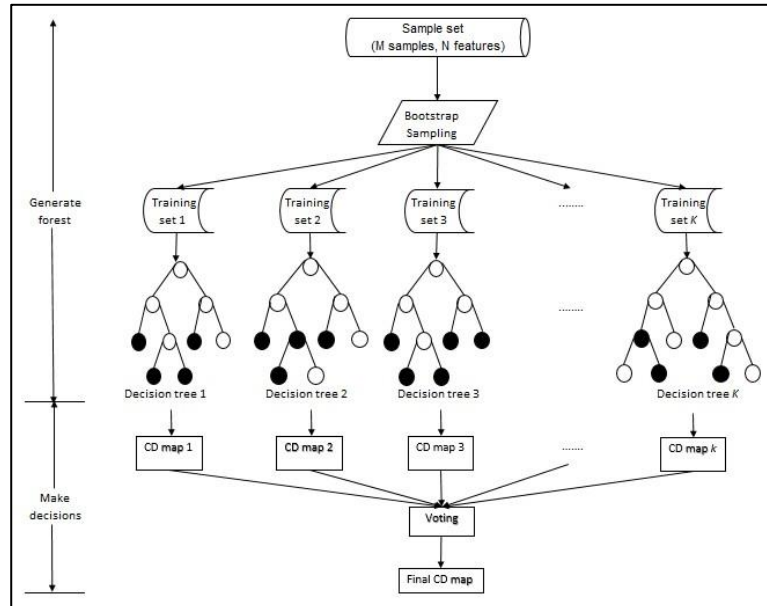 Sample set
(M samples, N features)
Bootstrap
Sampling
Generate
forest
Training
set 1
Training
set 2
Training
set 3
........
Training
set K
........
Decision tree 1
Decision tree 2
Decision tree 3
Decision tree K
CD map 1
CD map 2
CD map 3
.......
CD map k
Make
decisions
Voting
Final CD map